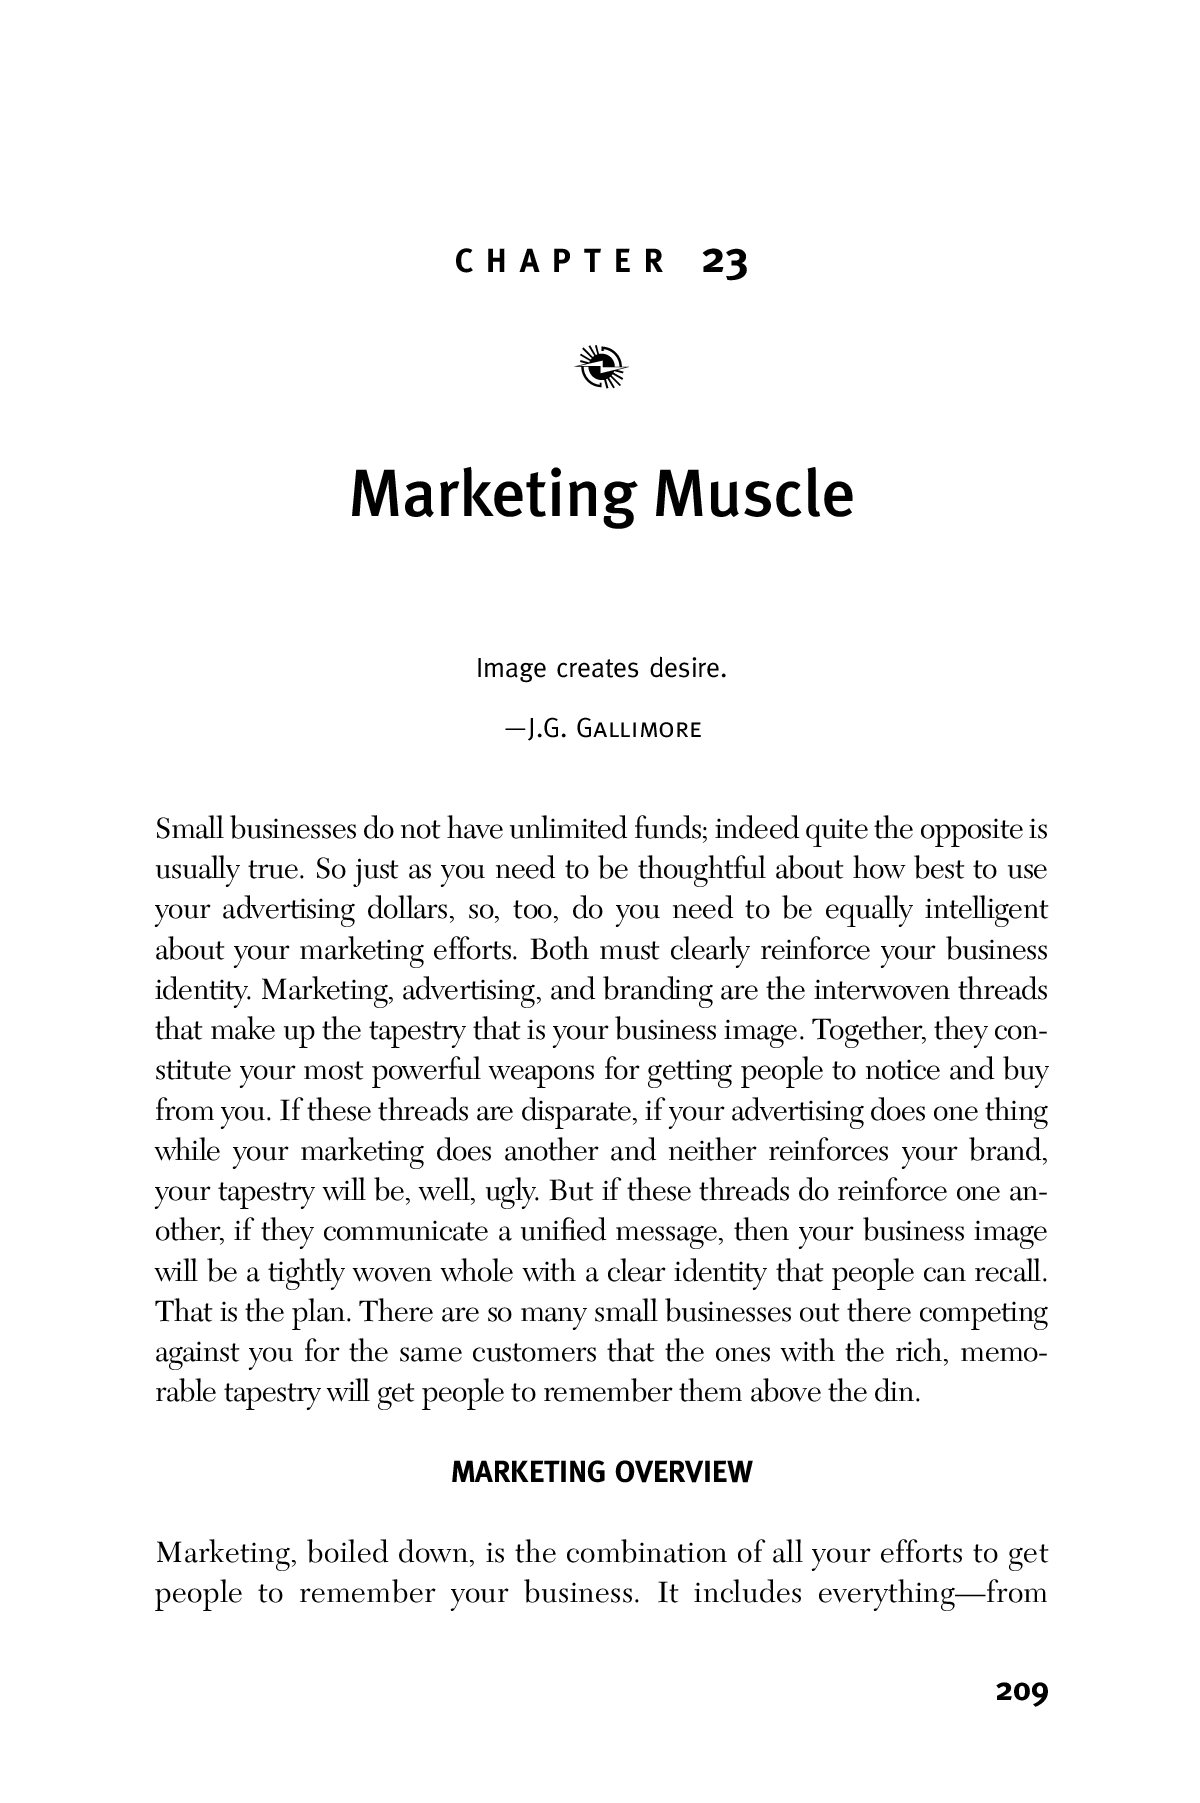 CHAPTER 23
Marketing Muscle
Image creates desire.
—J.G. GALLIMORE
Small businesses do not have unlimited funds; indeed quite the opposite is
usually true. So just as you need to be thoughtful about how best to use
your advertising dollars, so, too, do you need to be equally intelligent
about your marketing efforts. Both must clearly reinforce your business
identity. Marketing, advertising, and branding are the interwoven threads
that make up the tapestry that is your business image. Together, they con-
stitute your most powerful weapons for getting people to notice and buy
from you. If these threads are disparate, if your advertising does one thing
while your marketing does another and neither reinforces your brand,
your tapestry will be, well, ugly. But if these threads do reinforce one an-
other, if they communicate a unified message, then your business image
will be a tightly woven whole with a clear identity that people can recall.
That is the plan. There are so many small businesses out there competing
against you for the same customers that the ones with the rich, memo-
rable tapestry will get people to remember them above the din.
MARKETING OVERVIEW
Marketing, boiled down, is the combination of all your efforts to get
people to remember your business. It includes everything—from
209